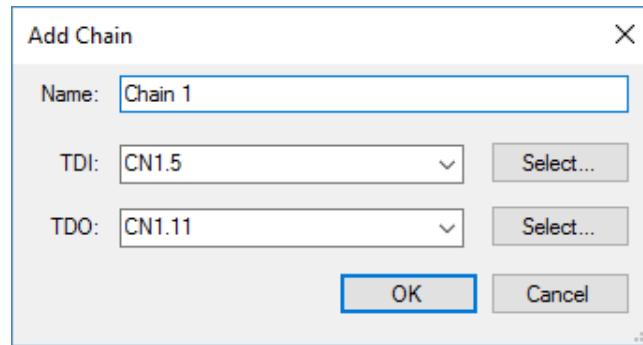 Add Chain
Name: Chain 1
TDI: CN1.5 Select...
TDO: CN1.11 Select...
OK Cancel